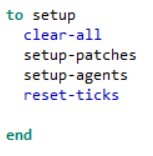 to setup
clear-all
setup-patches
setup-agents
reset-ticks
end